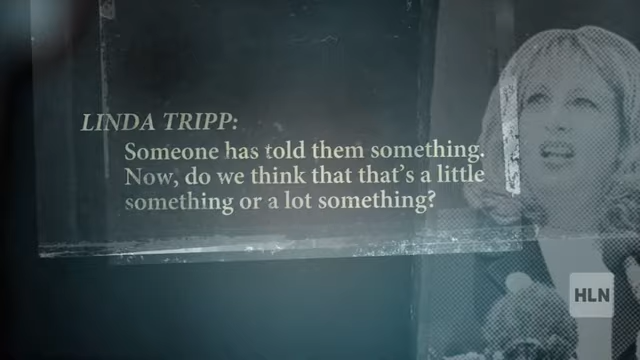 LINDA TRIPP:
Someone has told them something.
Now, do we think that that's a little
something or a lot something?
HLN